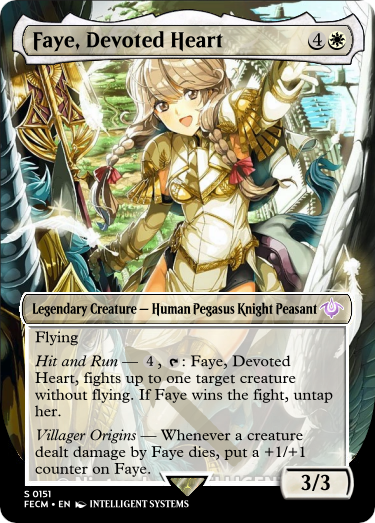 Faye, Devoted Heart 4
Legendary Creature — Human Pegasus Knight Peasant
Flying
Hit and Run — 4 , : Faye, Devoted
Heart, fights up to one target creature
without flying. If Faye wins the fight, untap
her.
Villager Origins — Whenever a creature
dealt damage by Faye dies, put a +1/+1
counter on Faye.
3/3
S 0151
FECM • EN INTELLIGENT SYSTEMS